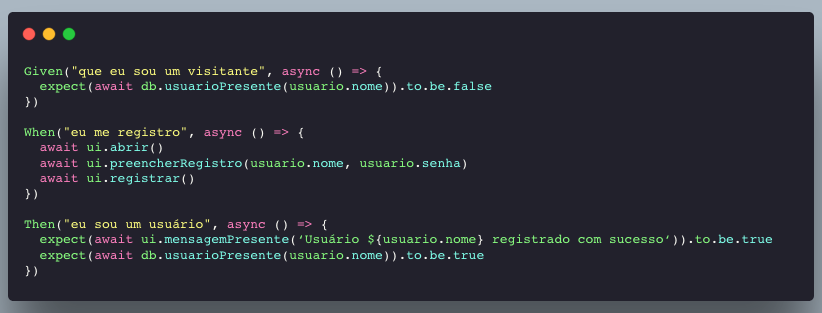 Given("que eu sou um visitante", async () => {
  expect(await db.usuarioPresente(usuario.nome)).to.be.false
})

When("eu me registro", async () => {
  await ui.abrir()
  await ui.preencherRegistro(usuario.nome, usuario.senha)
  await ui.registrar()
})

Then("eu sou um usuário", async () => {
  expect(await ui.mensagemPresente(‘Usuário ${usuario.nome} registrado com sucesso‘)).to.be.true
  expect(await db.usuarioPresente(usuario.nome)).to.be.true
})